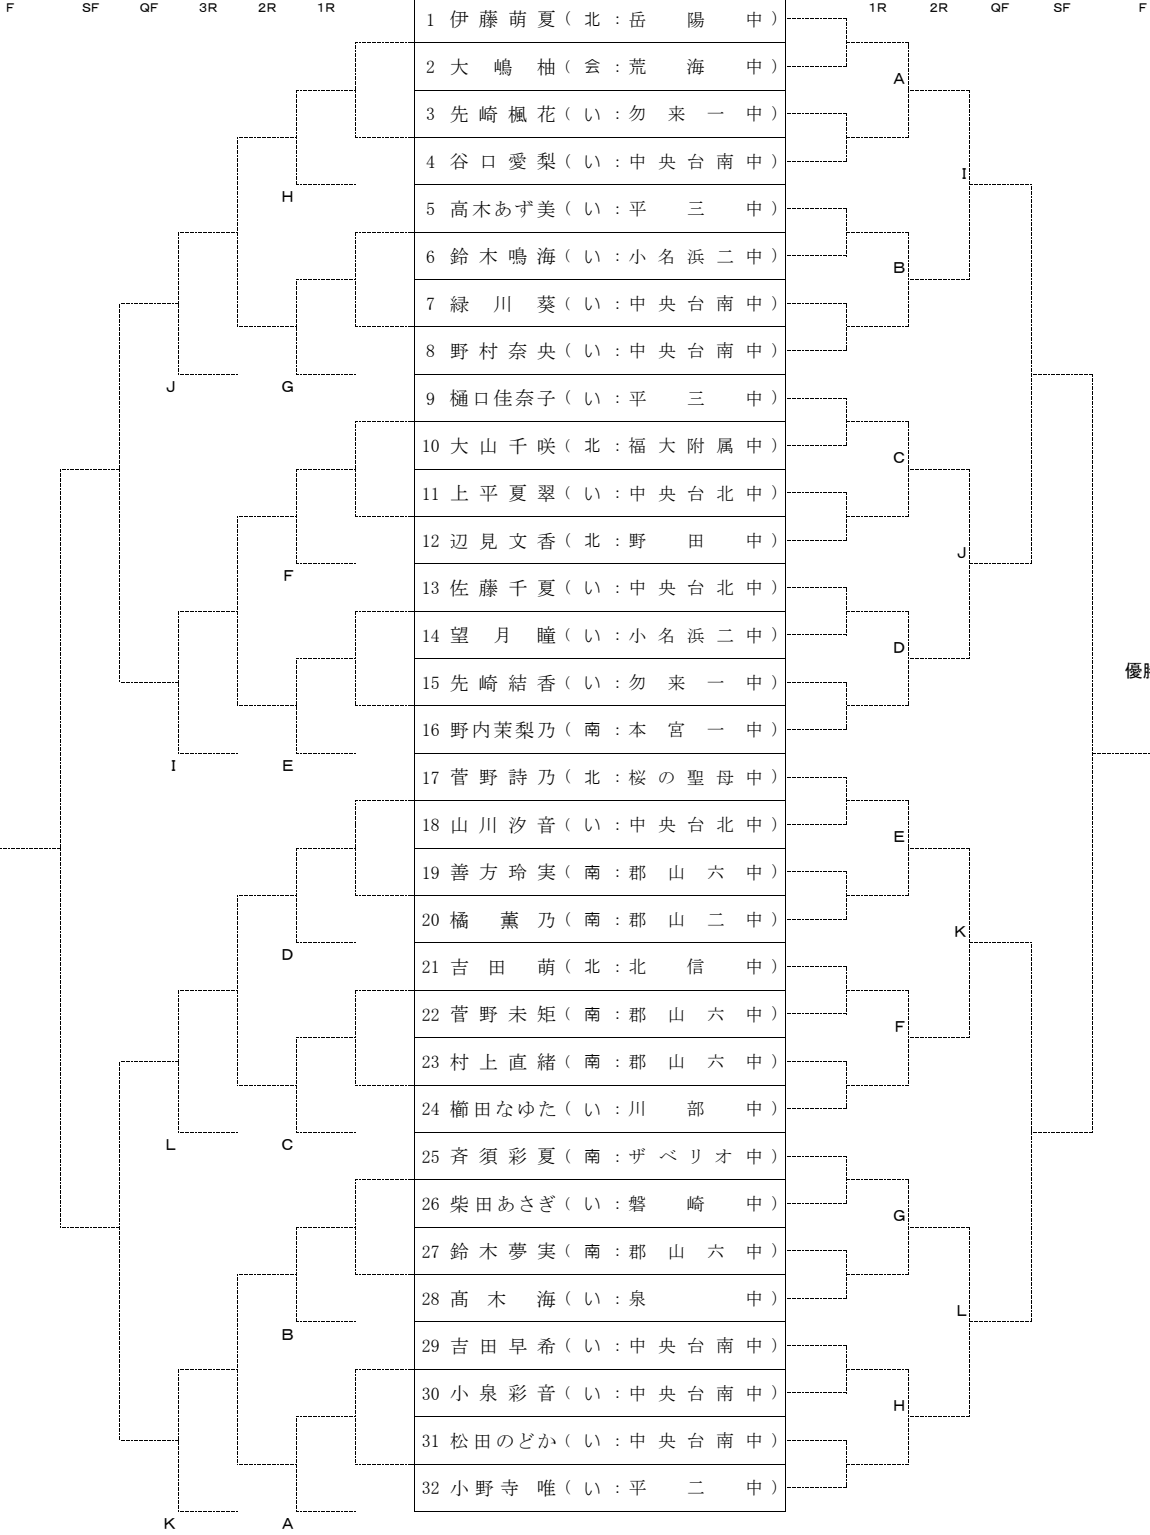 F SF QF 3R 2R 1R 1R 2R QF SF F
1 伊藤萌夏(北:岳陽中)
2 大嶋柚(会:荒海中)
A
3 先崎楓花(い:勿来一中)
4 谷口愛梨(い:中央台南中)
I
H
5 高木あず美(い:平三中)
6 鈴木鳴海(い:小名浜二中)
B
7 緑川葵(い:中央台南中)
8 野村奈央(い:中央台南中)
J G
9 樋口佳奈子(い:平三中)
10 大山千咲(北:福大附属中)
C
11 上平夏翠(い:中央台北中)
12 辺見文香(北:野田中)
J
F
13 佐藤千夏(い:中央台北中)
14 望月瞳(い:小名浜二中)
D
15 先崎結香(い:勿来一中)
16 野内茉梨乃(南:本宮一中)
I E
17 菅野詩乃(北:桜の聖母中)
18 山川汐音(い:中央台北中)
E
19 善方玲実(南:郡山六中)
20 橘薫乃(南:郡山二中)
K
D
21 吉田萌(北:北信中)
22 菅野未矩(南:郡山六中)
F
23 村上直緒(南:郡山六中)
24 櫛田なゆた(い:川部中)
L C
25 斉須彩夏(南:ザベリオ中)
26 柴田あさぎ(い:磐崎中)
G
27 鈴木夢実(南:郡山六中)
28 髙木海(い:泉中)
L
B
29 吉田早希(い:中央台南中)
30 小泉彩音(い:中央台南中)
H
31 松田のどか(い:中央台南中)
32 小野寺唯(い:平二中)
K A
優